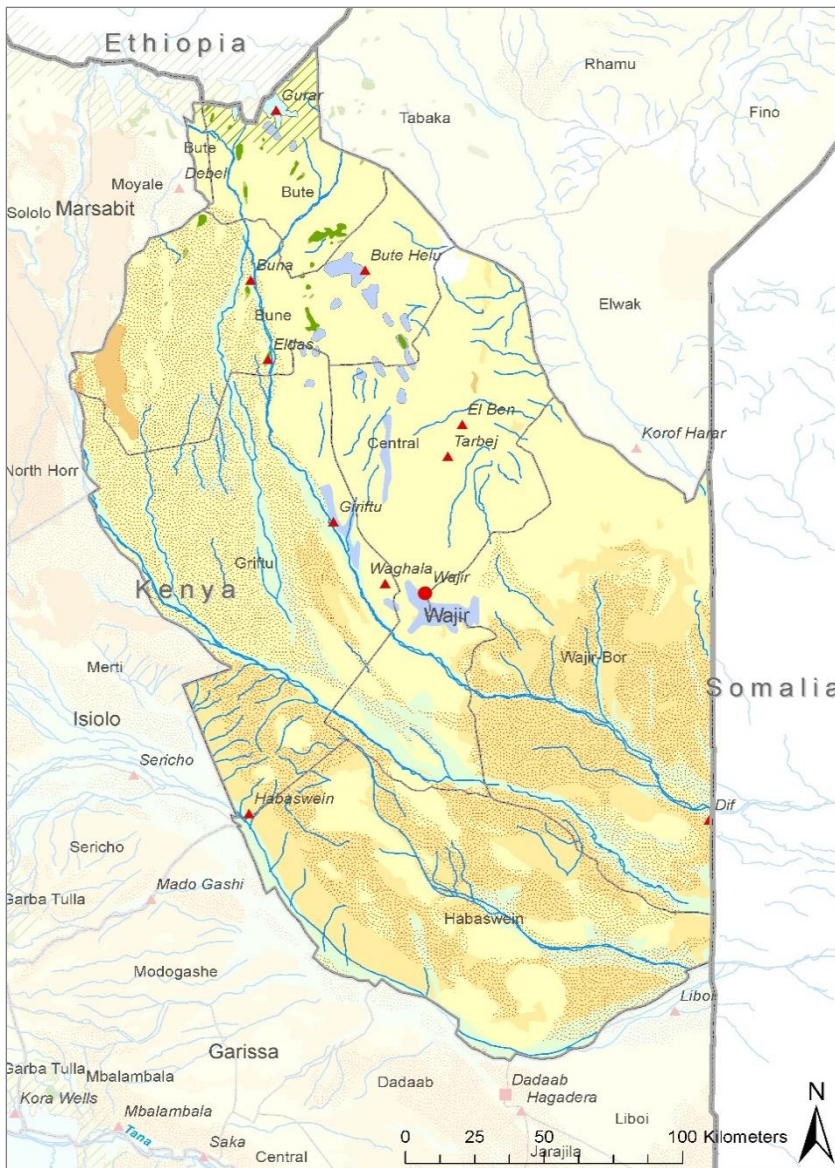 Ethiopia
Rhamu
Gurar
Tabaka
Fino
Bute
Debel
Moyale
Bute
Sololo
Marsabit
Buna
Bute Helu
Elwak
Bune
Eldas
El Ben
Central
Tarbej
Korof Harar
North Horr
Giriftu
Griftu
Waghala
Wajir
Kenya
Wajir
Wajir-Bor
Merti
Somalia
Isiolo
Sericho
Habaswein
Dif
Sericho
Garba Tulla
Mado Gashi
Habaswein
Modogashe
Liboi
Garissa
Garba Tulla
Mbalambala
Dadaab
Dadaab
Kora Wells
Mbalambala
Hagadera
Liboi
N
Tana
Saka
Central
0 25 50 100 Kilometers
Jarajila